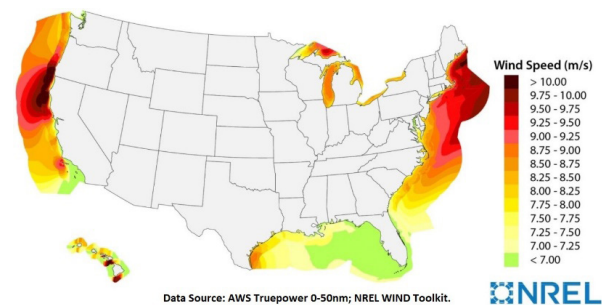 Wind Speed (m/s)
> 10.00
9.75 - 10.00
9.50 - 9.75
9.25 - 9.50
9.00 - 9.25
8.75 - 9.00
8.50 - 8.75
8.25 - 8.50
8.00 - 8.25
7.75 - 8.00
7.50 - 7.75
7.25 - 7.50
7.00 - 7.25
< 7.00
Data Source: AWS Truepower 0-50nm; NREL WIND Toolkit.
NREL